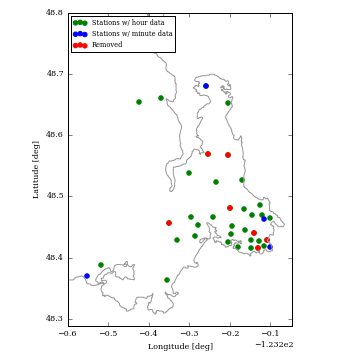 48.8
Stations w/ hour data
Stations w/ minute data
Removed
48.7
48.6
48.5
48.4
48.3
Latitude [deg]
−0.6 −0.5 −0.4 −0.3 −0.2 −0.1
Longitude [deg]
−1.232e2